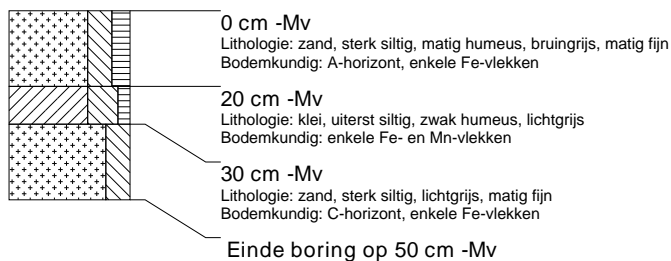 0 cm -Mv
Lithologie: zand, sterk siltig, matig humeus, bruingrijs, matig fijn
Bodemkundig: A-horizont, enkele Fe-vlekken
20 cm -Mv
Lithologie: klei, uiterst siltig, zwak humeus, lichtgrijs
Bodemkundig: enkele Fe- en Mn-vlekken
30 cm -Mv
Lithologie: zand, sterk siltig, lichtgrijs, matig fijn
Bodemkundig: C-horizont, enkele Fe-vlekken
Einde boring op 50 cm -Mv